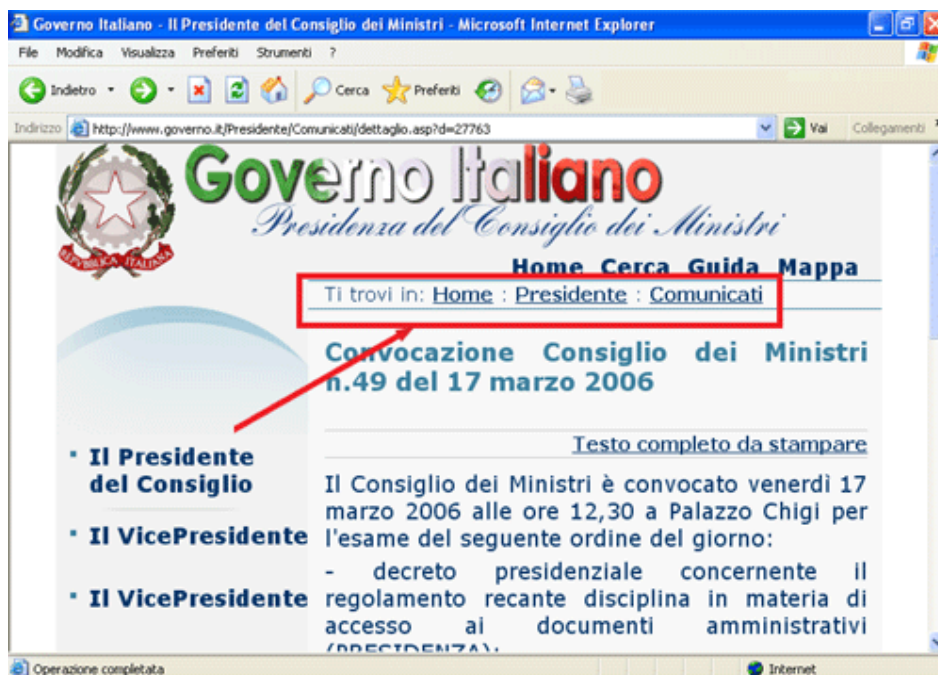 Governo Italiano - Il Presidente del Consiglio dei Ministri - Microsoft Internet Explorer
File Modifica Visualizza Preferiti Strumenti ?
Indietro Cerca Preferiti
Indirizzo http://www.governo.it/Presidente/Comunicati/dettaglio.asp?d=27763 Vai Collegamenti »
Governo Italiano
Presidenza del Consiglio dei Ministri
REPVBBLICA ITALIANA
Home Cerca Guida Mappa
Ti trovi in: Home : Presidente : Comunicati
Convocazione Consiglio dei Ministri
n.49 del 17 marzo 2006
Testo completo da stampare
Il Presidente
del Consiglio
Il VicePresidente
Il VicePresidente
Il Consiglio dei Ministri è convocato venerdì 17
marzo 2006 alle ore 12,30 a Palazzo Chigi per
l'esame del seguente ordine del giorno:
- decreto presidenziale concernente il
regolamento recante disciplina in materia di
accesso ai documenti amministrativi
(PRESIDENZA);
Operazione completata Internet